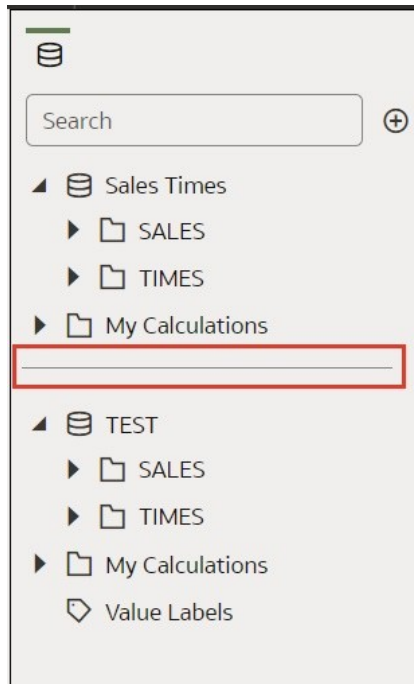 Search
Sales Times
SALES
TIMES
My Calculations
TEST
SALES
TIMES
My Calculations
Value Labels